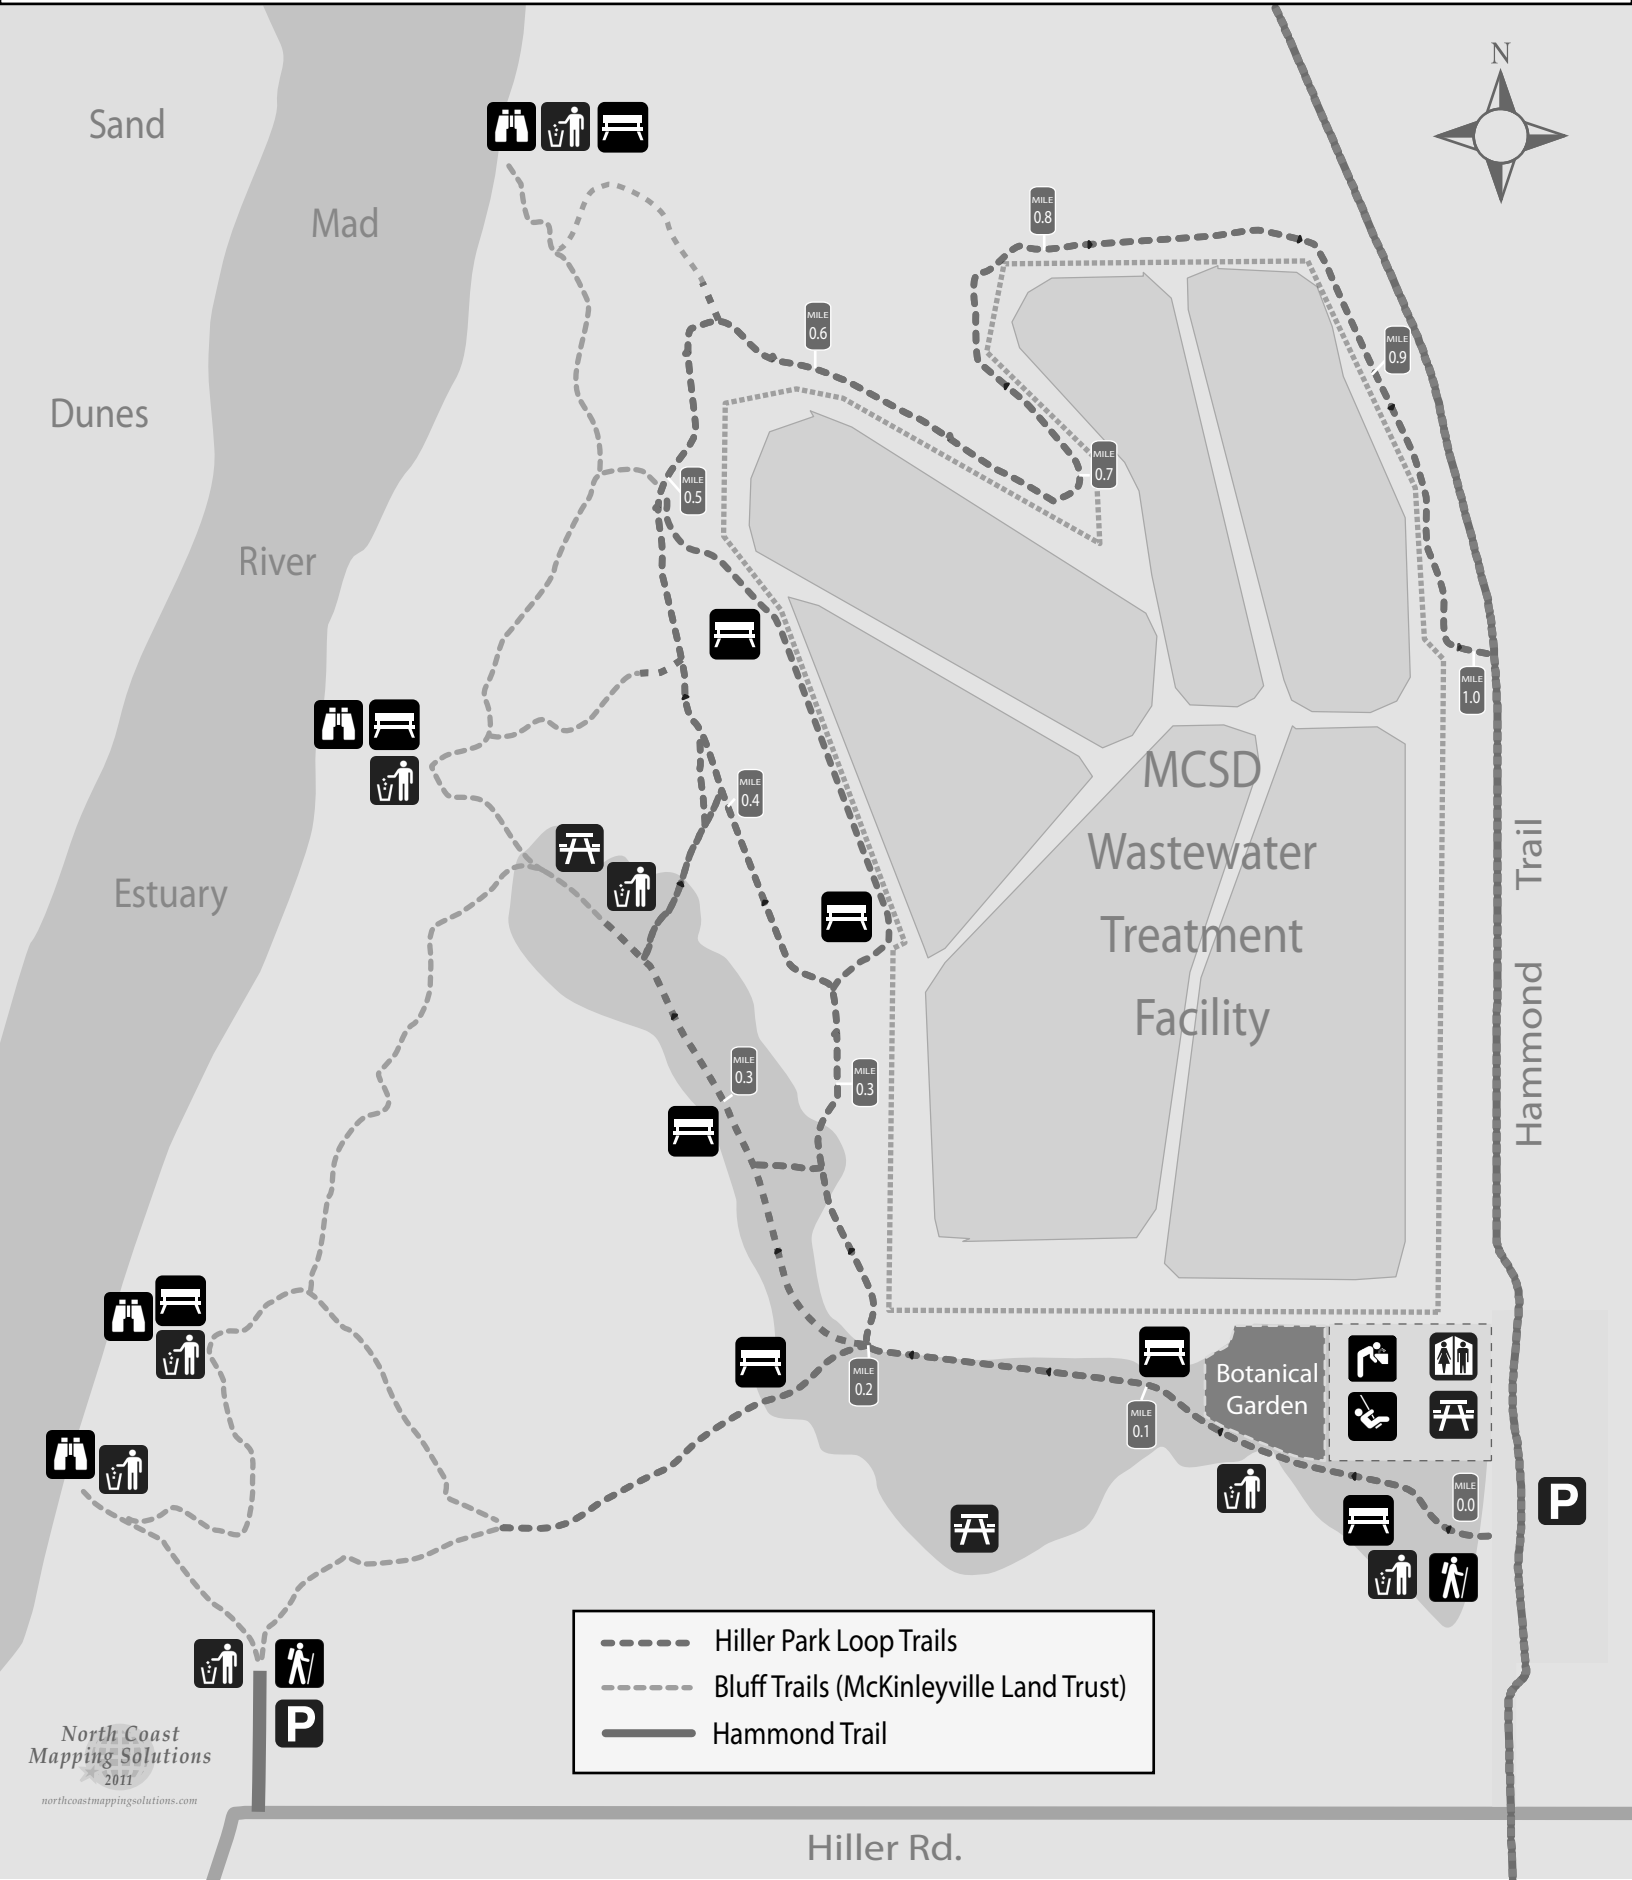 N
Sand
Mad
MILE
0.8
MILE
0.6
MILE
0.9
Dunes
MILE
0.7
MILE
0.5
River
MILE
1.0
MCSD
Wastewater
Treatment
Facility
MILE
0.4
Estuary
Hammond Trail
MILE
0.3
MILE
0.3
MILE
0.2
MILE
0.1
Botanical
Garden
MILE
0.0
P
Hiller Park Loop Trails
Bluff Trails (McKinleyville Land Trust)
Hammond Trail
P
North Coast
Mapping Solutions
2011
northcoastmappingsolutions.com
Hiller Rd.